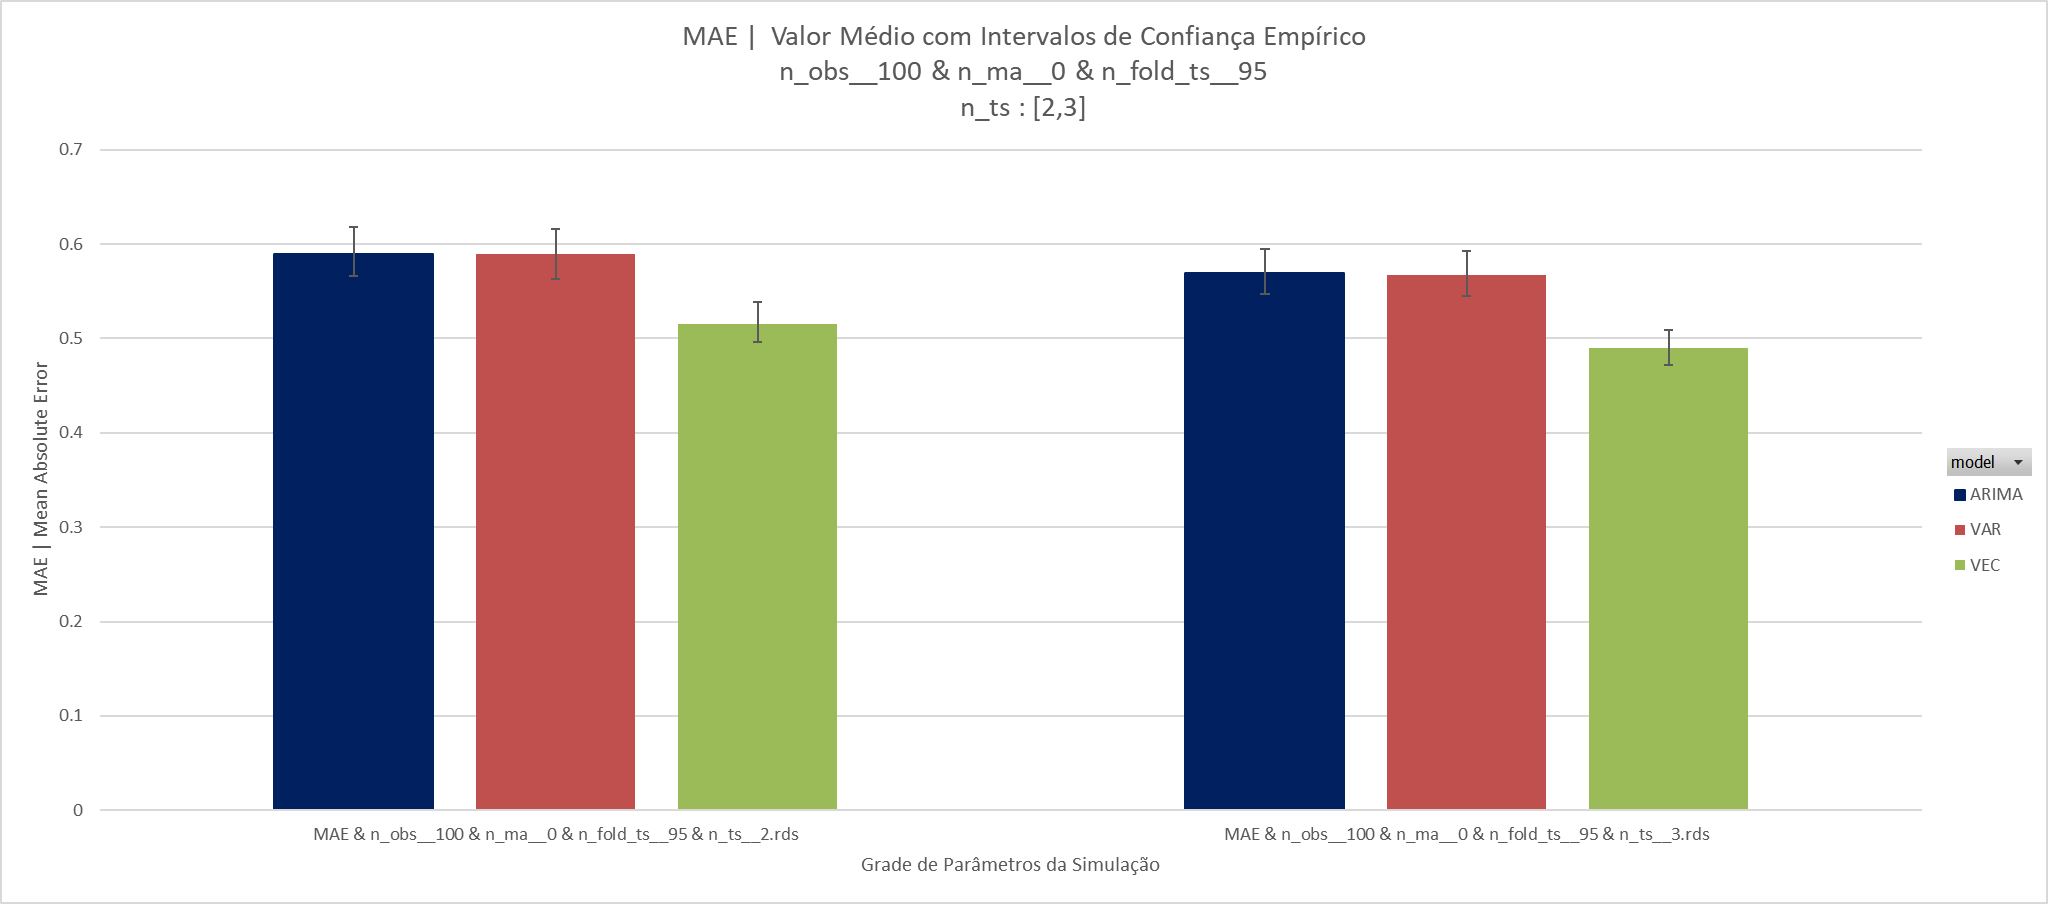 MAE |  Valor Médio com Intervalos de Confiança Empírico
n_obs__100 & n_ma__0 & n_fold_ts__95
n_ts : [2,3]
0.7
0.6
0.5
0.4
0.3
0.2
0.1
0
MAE | Mean Absolute Error
MAE & n_obs__100 & n_ma__0 & n_fold_ts__95 & n_ts__2.rds
MAE & n_obs__100 & n_ma__0 & n_fold_ts__95 & n_ts__3.rds
Grade de Parâmetros da Simulação
model
ARIMA
VAR
VEC